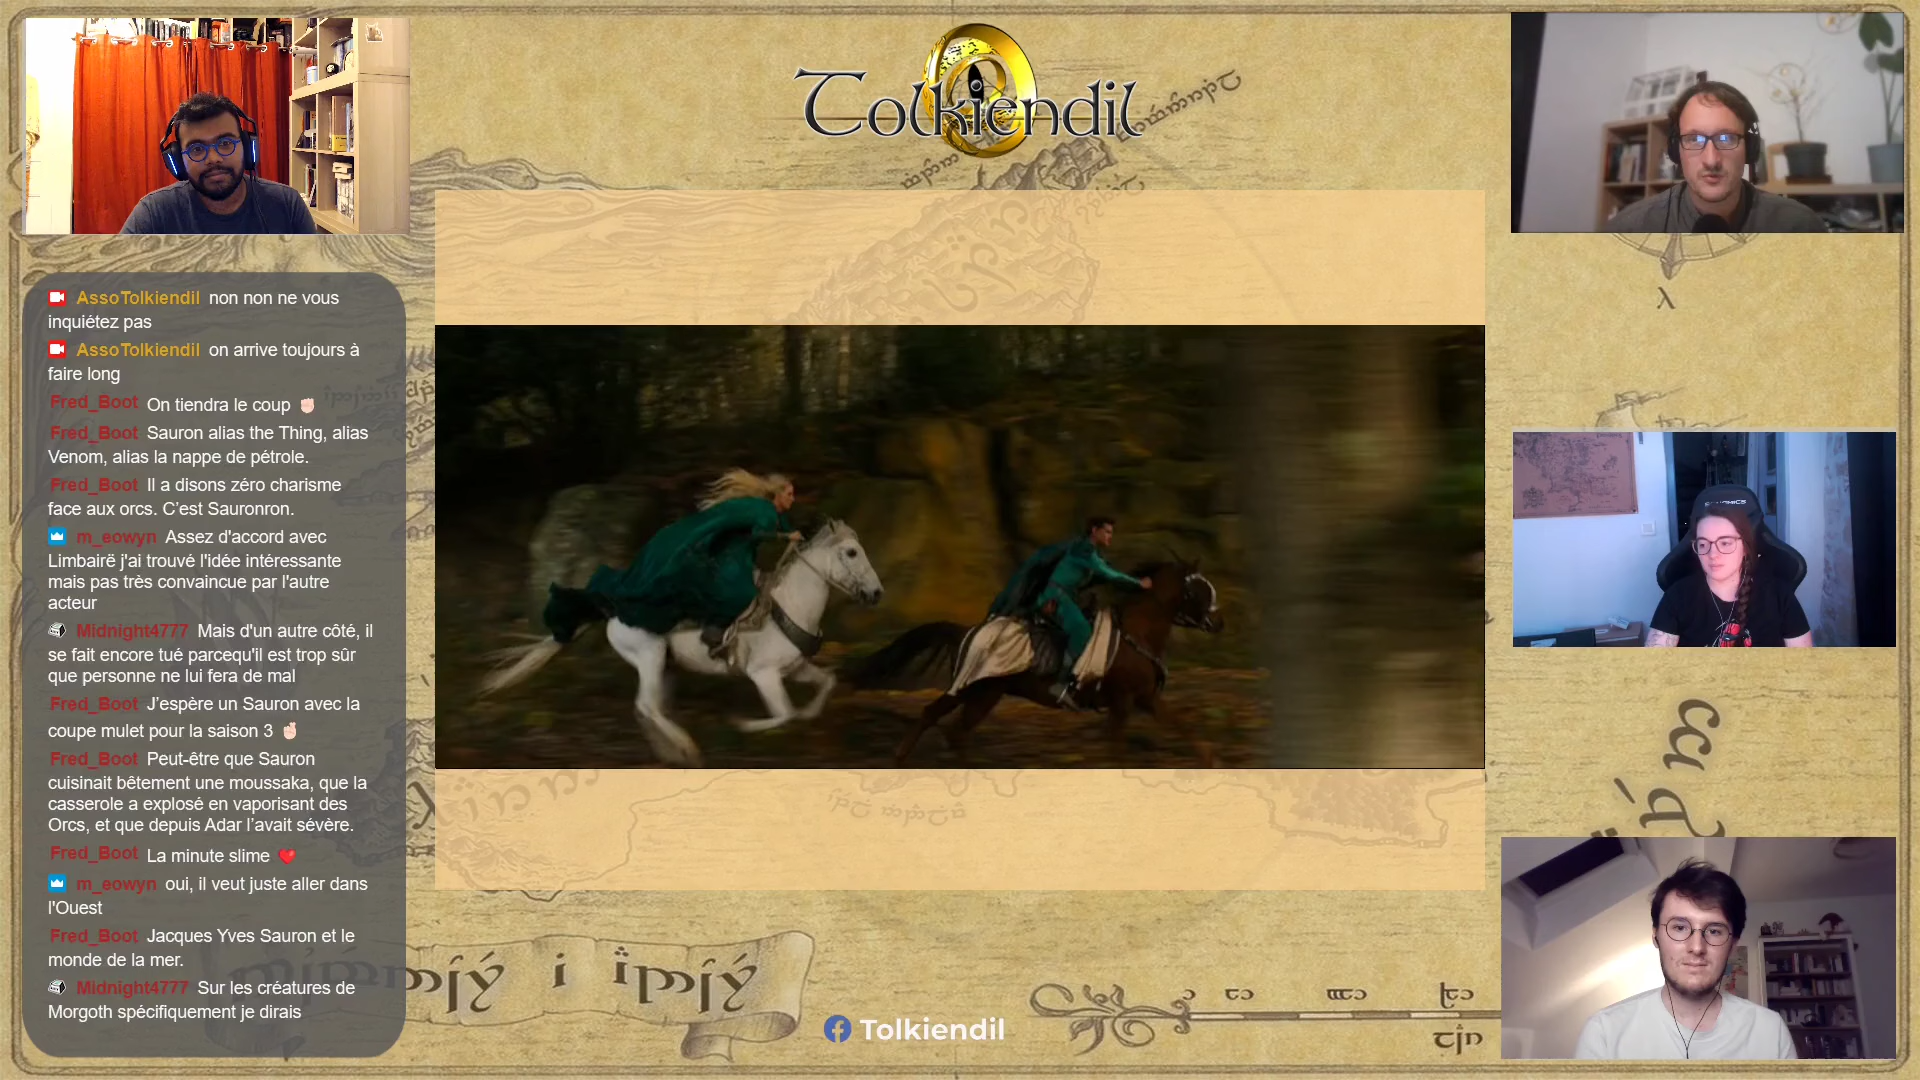 Tolkiendil
AssoTolkiendil non non ne vous
inquiétez pas
AssoTolkiendil on arrive toujours à
faire long
Fred_Boot On tiendra le coup ✊🏻
Fred_Boot Sauron alias the Thing, alias
Venom, alias la nappe de pétrole.
Fred_Boot Il a disons zéro charisme
face aux orcs. C’est Sauronron.
m_eowyn Assez d'accord avec
Limbairë j'ai trouvé l'idée intéressante
mais pas très convaincue par l'autre
acteur
Midnight4777 Mais d'un autre côté, il
se fait encore tué parcequ'il est trop sûr
que personne ne lui fera de mal
Fred_Boot J’espère un Sauron avec la
coupe mulet pour la saison 3 🤞🏻
Fred_Boot Peut-être que Sauron
cuisinait bêtement une moussaka, que la
casserole a explosé en vaporisant des
Orcs, et que depuis Adar l’avait sévère.
Fred_Boot La minute slime ❤️
m_eowyn oui, il veut juste aller dans
l'Ouest
Fred_Boot Jacques Yves Sauron et le
monde de la mer.
Midnight4777 Sur les créatures de
Morgoth spécifiquement je dirais
Tolkiendil